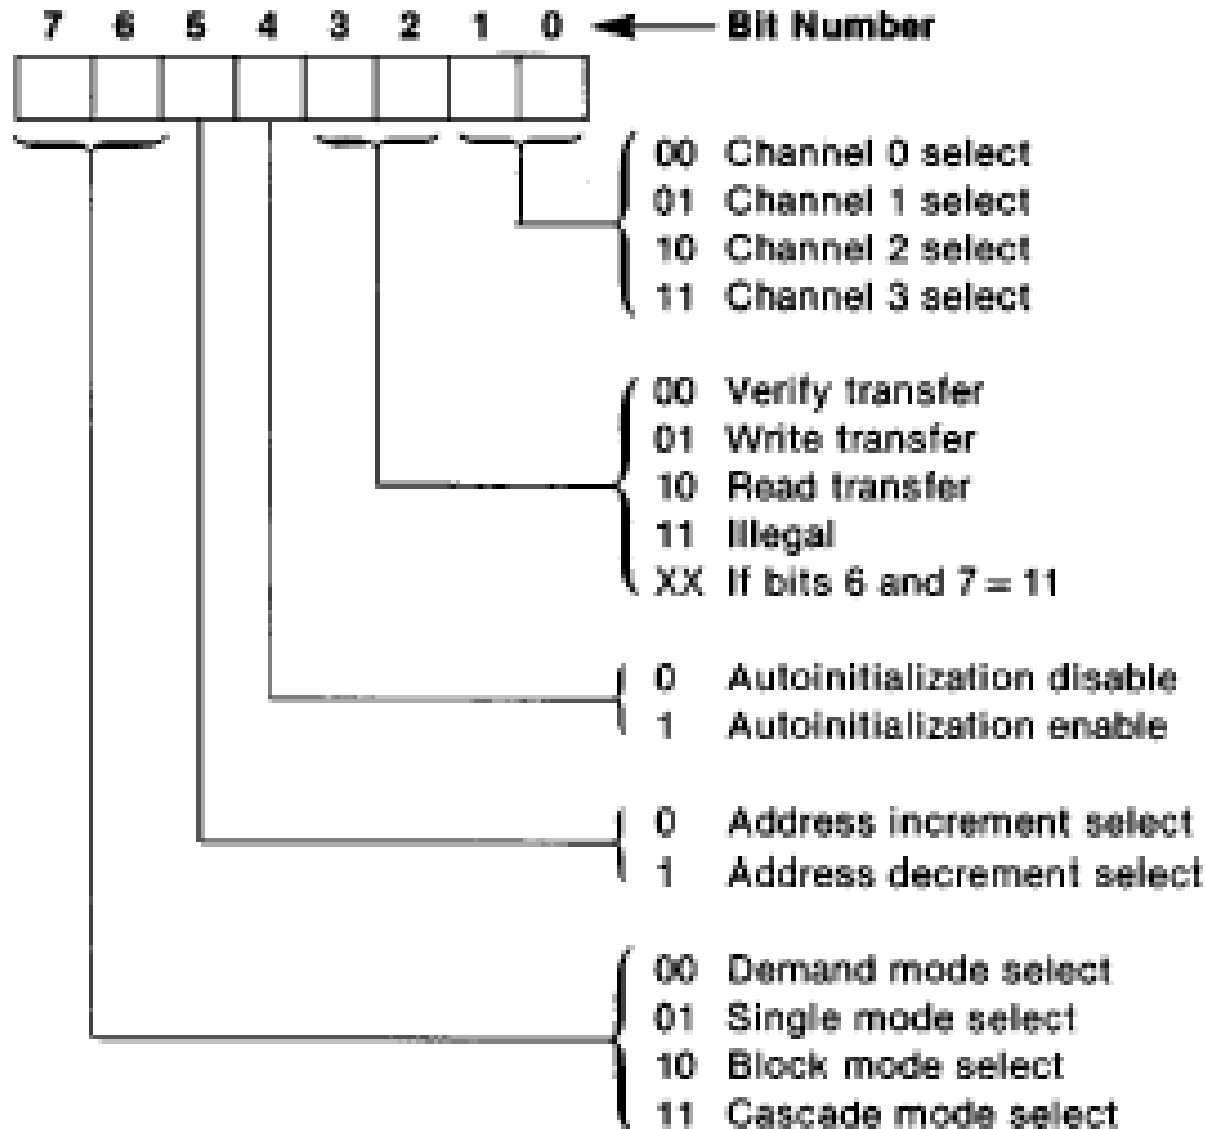 7 6 5 4 3 2 1 0 Bit Number
00 Channel 0 select
01 Channel 1 select
10 Channel 2 select
11 Channel 3 select
00 Verify transfer
01 Write transfer
10 Read transfer
11 Illegal
XX If bits 6 and 7 = 11
0 Autoinitialization disable
1 Autoinitialization enable
0 Address increment select
1 Address decrement select
00 Demand mode select
01 Single mode select
10 Block mode select
11 Cascade mode select